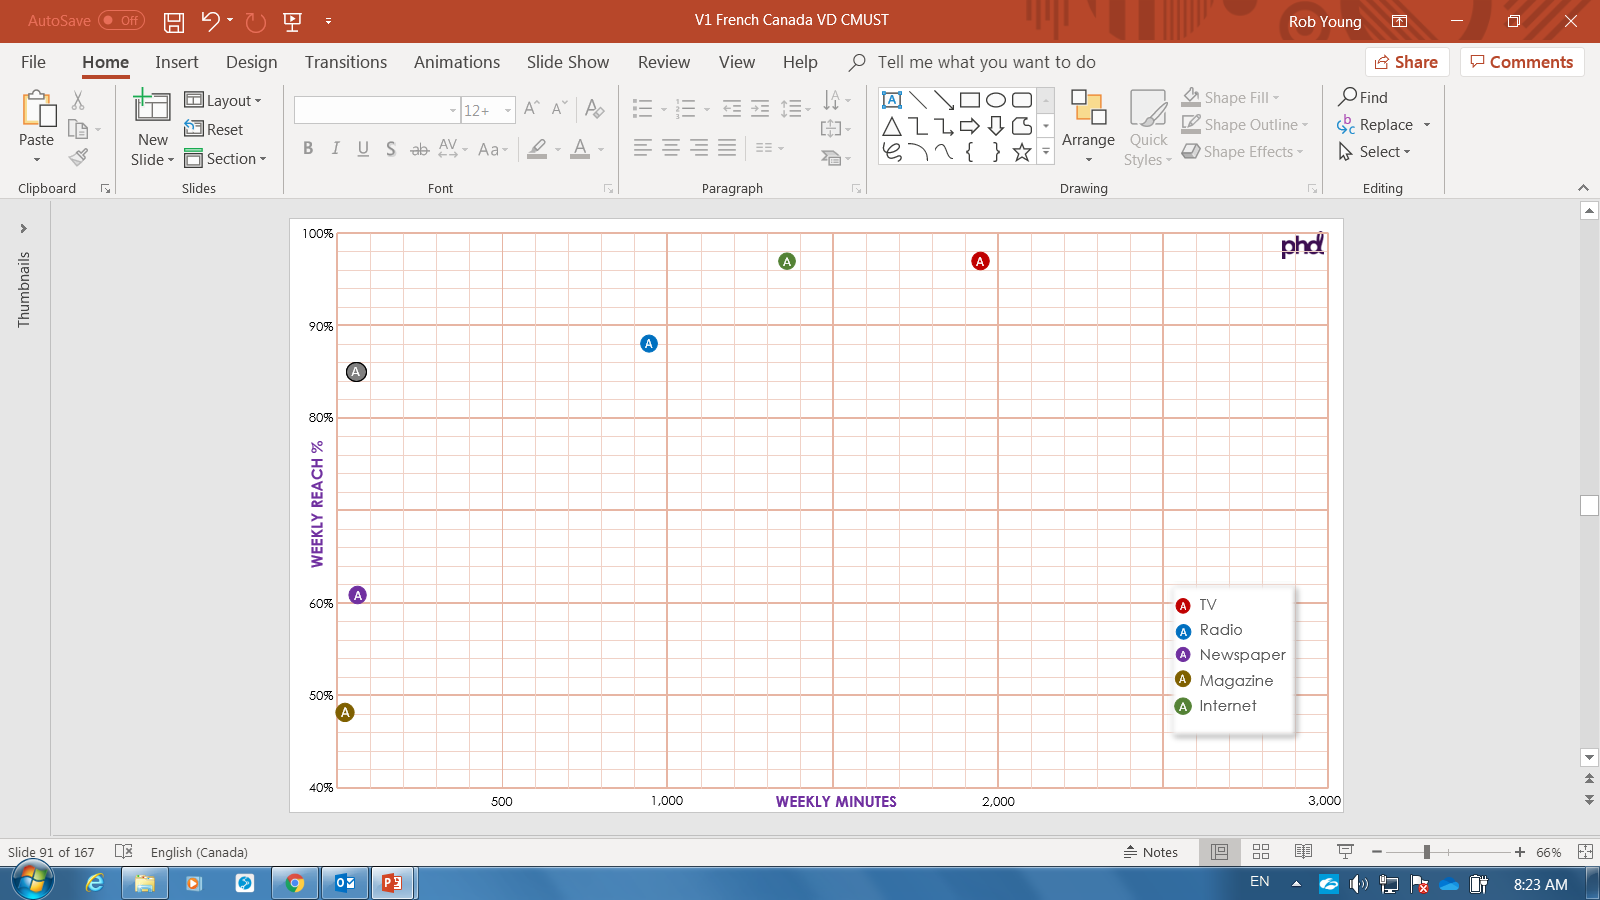 AutoSave Off
V1 French Canada VD CMUST
Rob Young
File Home Insert Design Transitions Animations Slide Show Review View Help Tell me what you want to do
Share Comments
Paste
Clipboard
New Slide
Layout
Reset
Section
Slides
12+
B I U S ab AV Aa A
Font
Paragraph
Arrange
Quick Styles
Shape Fill
Shape Outline
Shape Effects
Drawing
Find
Replace
Select
Editing
Thumbnails
phd
100%
90%
80%
60%
50%
40%
WEEKLY REACH %
A
A
A
A
A
A
A TV
A Radio
A Newspaper
A Magazine
A Internet
500
1,000
WEEKLY MINUTES
2,000
3,000
Slide 91 of 167
English (Canada)
Notes
66%
EN
8:23 AM